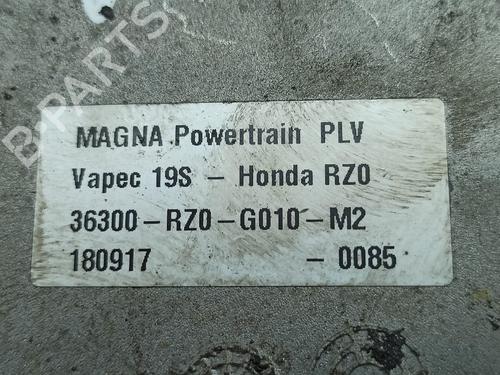 MAGNA Powertrain PLV
Vapec 19S - Honda RZ0
36300-RZ0-G010-M2
180917 - 0085
B-PARTS